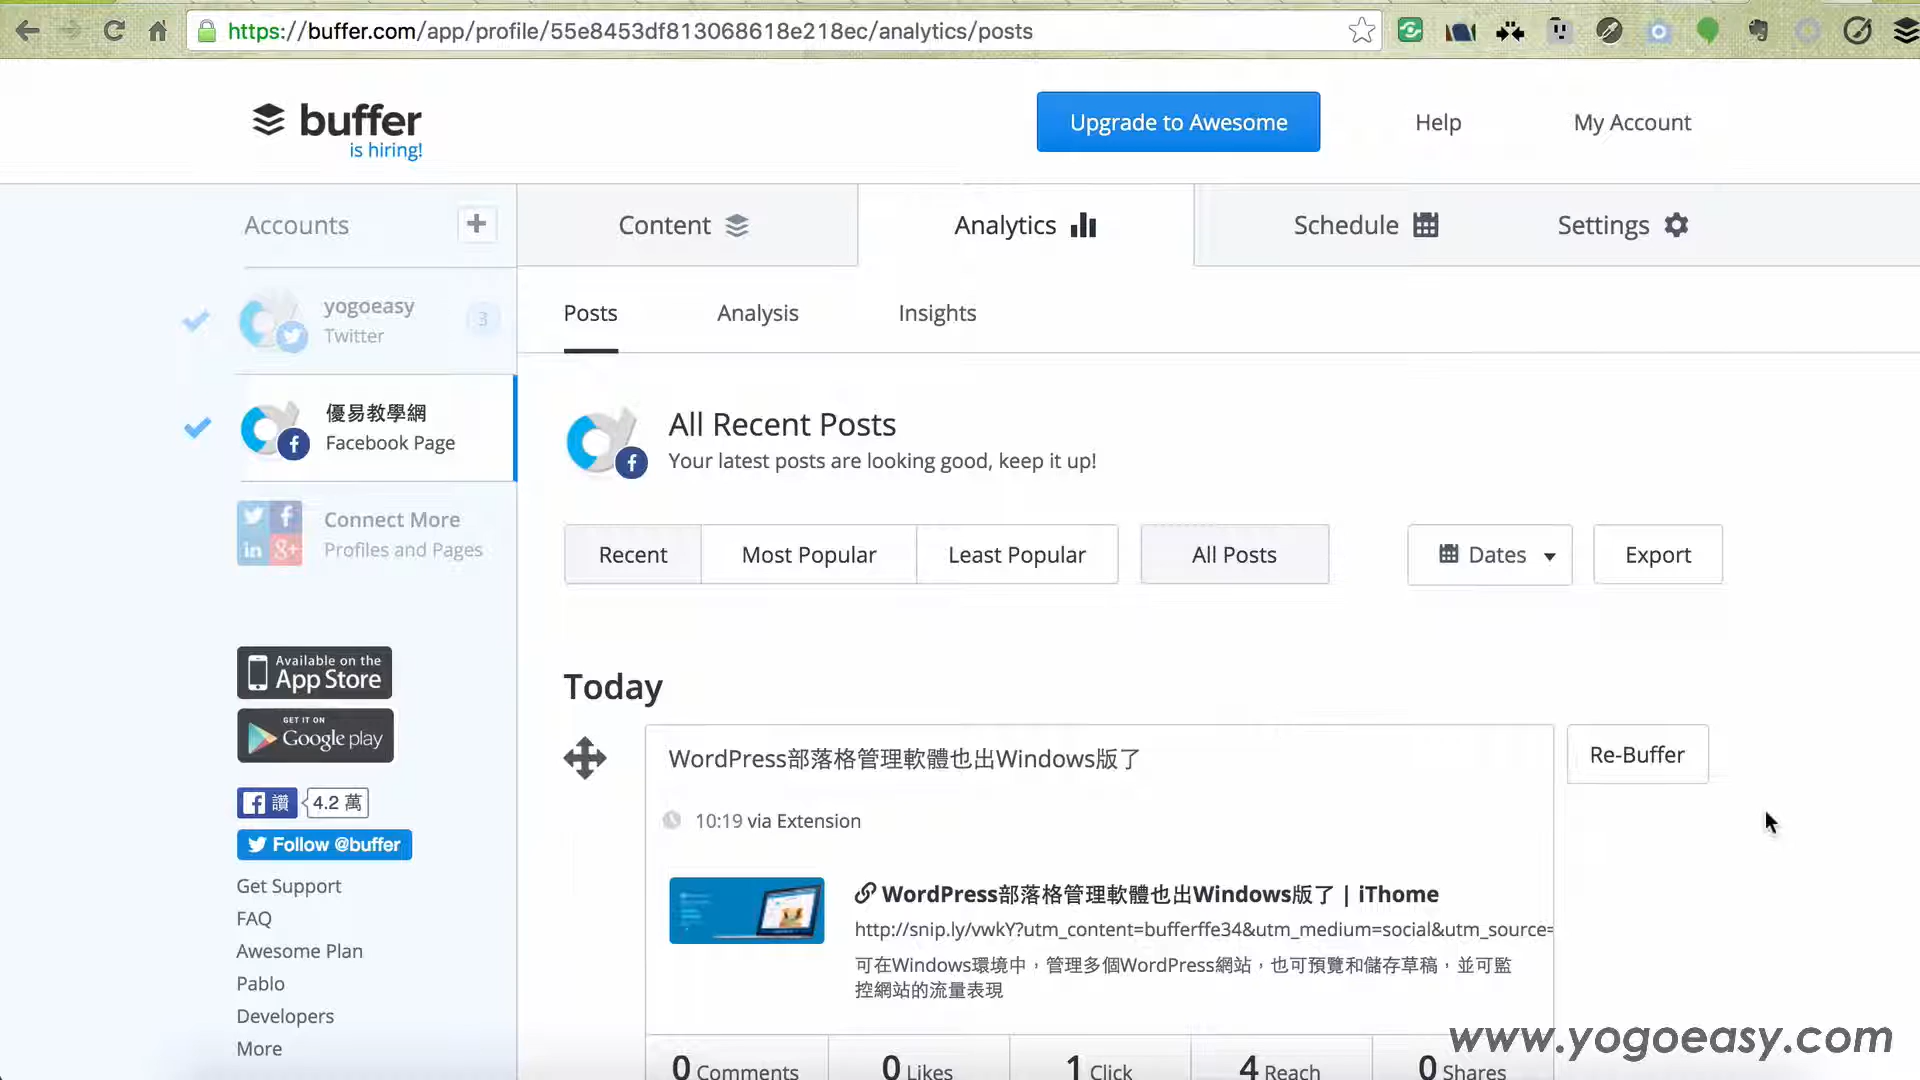 https://buffer.com/app/profile/55e8453df813068618e218ec/analytics/posts
buffer
is hiring!
Upgrade to Awesome
Help
My Account
Accounts
+
Content
Analytics
Schedule
Settings
yogoeasy
Twitter
3
Posts
Analysis
Insights
優易教學網
Facebook Page
All Recent Posts
Your latest posts are looking good, keep it up!
Connect More
Profiles and Pages
Recent
Most Popular
Least Popular
All Posts
Dates
Export
Available on the
App Store
GET IT ON
Google play
讚
4.2 萬
Follow @buffer
Get Support
FAQ
Awesome Plan
Pablo
Developers
More
Today
WordPress部落格管理軟體也出Windows版了
Re-Buffer
10:19 via Extension
WordPress部落格管理軟體也出Windows版了 | iThome
http://snip.ly/vwkY?utm_content=bufferffe34&utm_medium=social&utm_source=
可在Windows環境中，管理多個WordPress網站，也可預覽和儲存草稿，並可監
控網站的流量表現
0 Comments
0 Likes
1 Click
4 Reach
0 Shares
www.yogoeasy.com